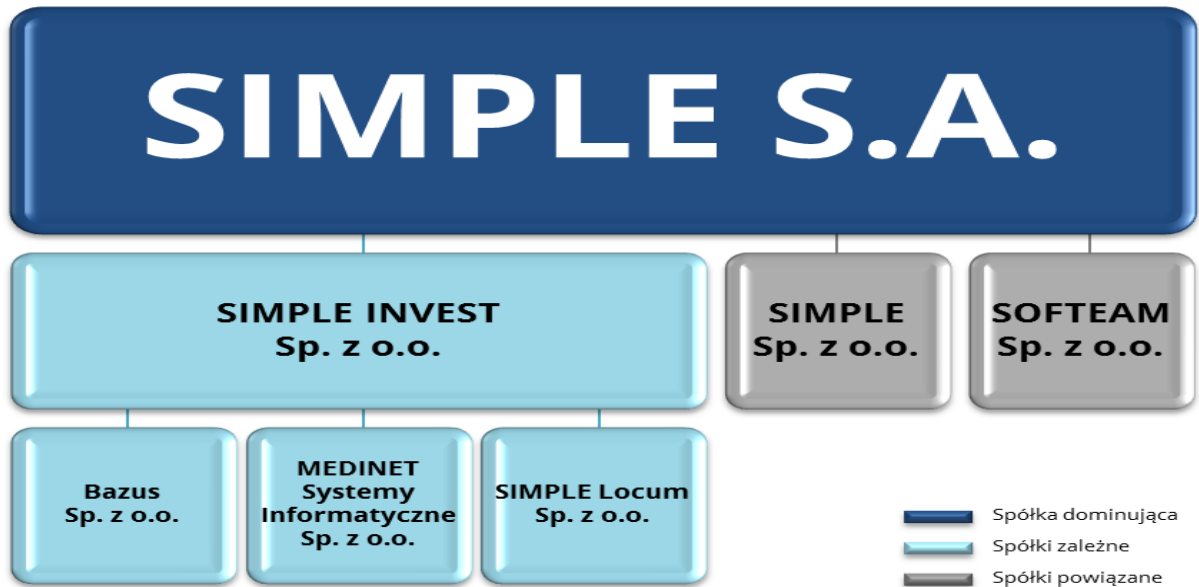 SIMPLE S.A.
SIMPLE INVEST
Sp. z o.o.
SIMPLE
Sp. z o.o.
SOFTEAM
Sp. z o.o.
Bazus
Sp. z o.o.
MEDINET
Systemy
Informatyczne
Sp. z o.o.
SIMPLE Locum
Sp. z o.o.
Spółka dominująca
Spółki zależne
Spółki powiązane